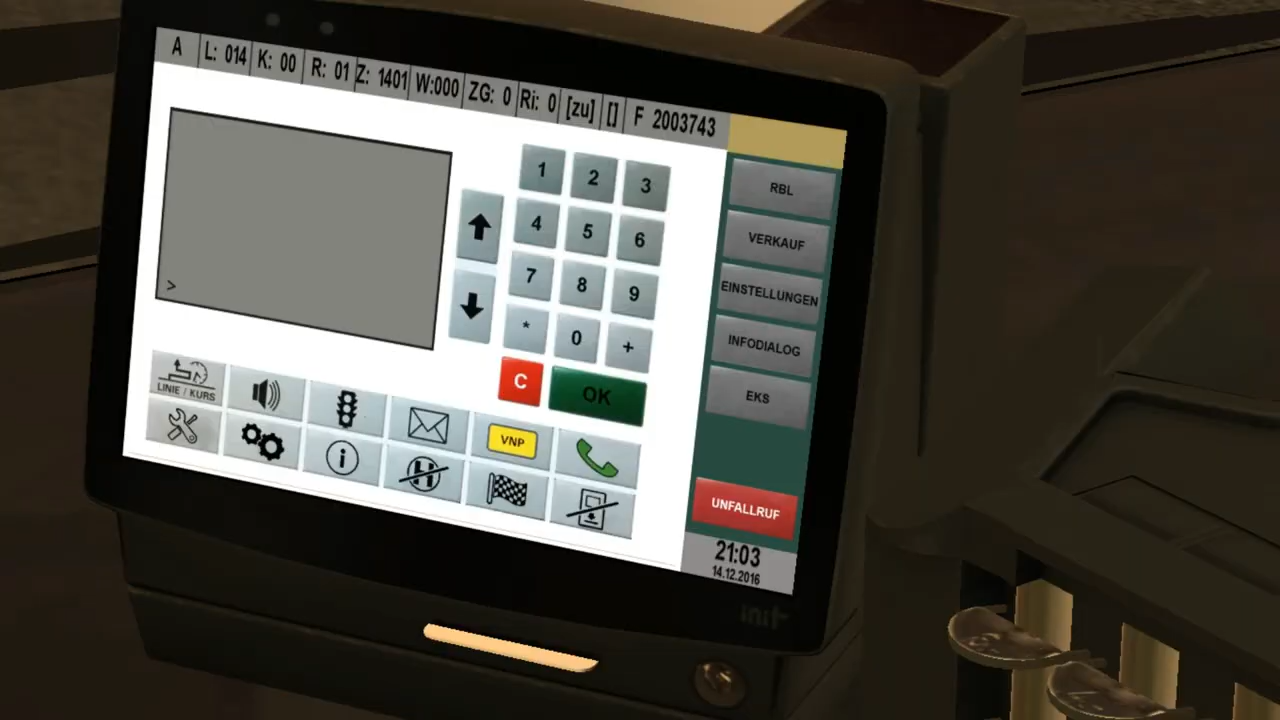 A L: 014 K: 00 R: 01 Z: 1401 W:000 ZG: 0 Ri: 0 [zu] [] F 2003743
>
1 2 3
4 5 6
7 8 9
* 0 +
C OK
LINIE / KURS
VNP
i
H
RBL
VERKAUF
EINSTELLUNGEN
INFODIALOG
EKS
UNFALLRUF
21:03
14.12.2016
init